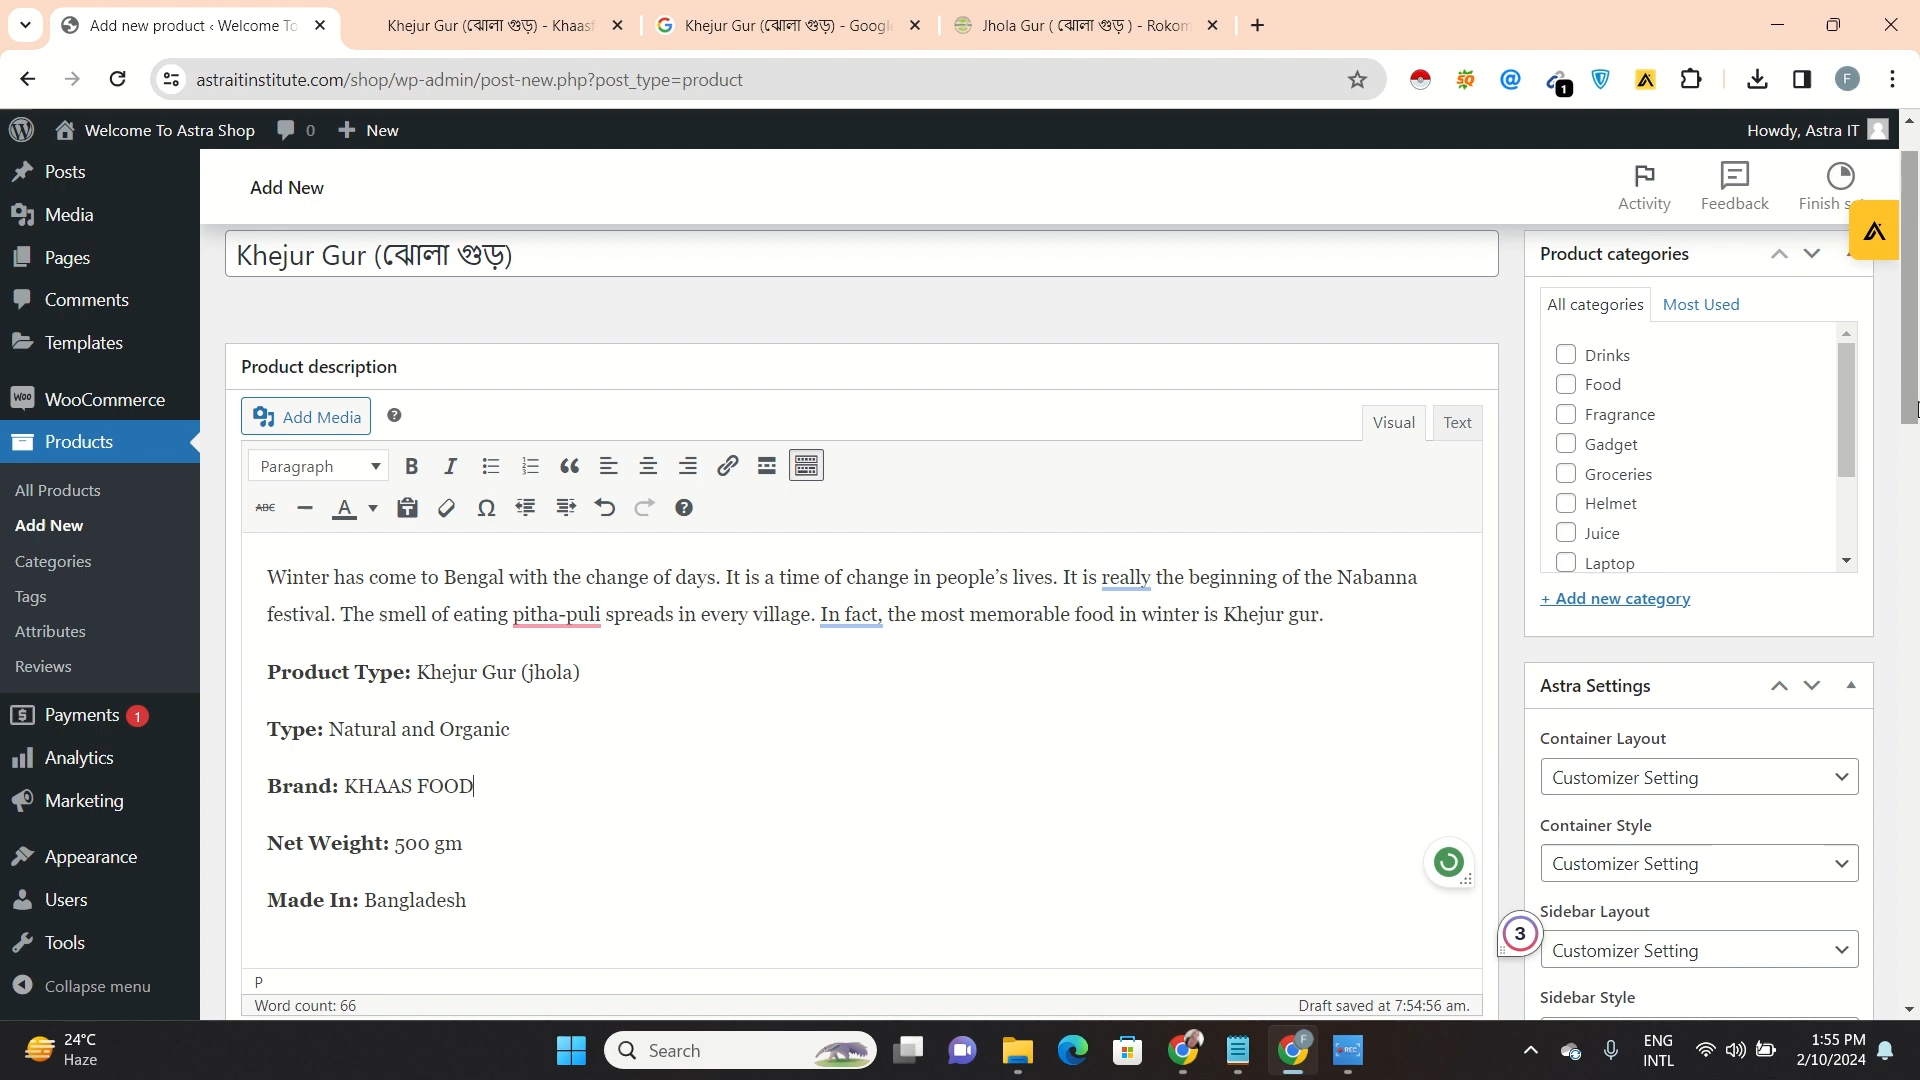 Add new product ‹ Welcome To
Khejur Gur (ঝোলা গুড়) - Khaasf
Khejur Gur (ঝোলা গুড়) - Google
Jhola Gur ( ঝোলা গুড় ) - Rokom
astraitinstitute.com/shop/wp-admin/post-new.php?post_type=product
1
F
Welcome To Astra Shop
0
New
Howdy, Astra IT
Posts
Media
Pages
Comments
Templates
WooCommerce
Products
All Products
Add New
Categories
Tags
Attributes
Reviews
Payments 1
Analytics
Marketing
Appearance
Users
Tools
Collapse menu
Add New
Activity
Feedback
Finish s
Khejur Gur (ঝোলা গুড়)
Product description
Add Media
Visual
Text
Paragraph
Winter has come to Bengal with the change of days. It is a time of change in people’s lives. It is really the beginning of the Nabanna
festival. The smell of eating pitha-puli spreads in every village. In fact, the most memorable food in winter is Khejur gur.
Product Type: Khejur Gur (jhola)
Type: Natural and Organic
Brand: KHAAS FOOD
Net Weight: 500 gm
Made In: Bangladesh
P
Word count: 66
Draft saved at 7:54:56 am.
Product categories
All categories
Most Used
Drinks
Food
Fragrance
Gadget
Groceries
Helmet
Juice
Laptop
+ Add new category
Astra Settings
Container Layout
Customizer Setting
Container Style
Customizer Setting
Sidebar Layout
Customizer Setting
Sidebar Style
3
24°C
Haze
Search
F
REC
ENG
INTL
1:55 PM
2/10/2024